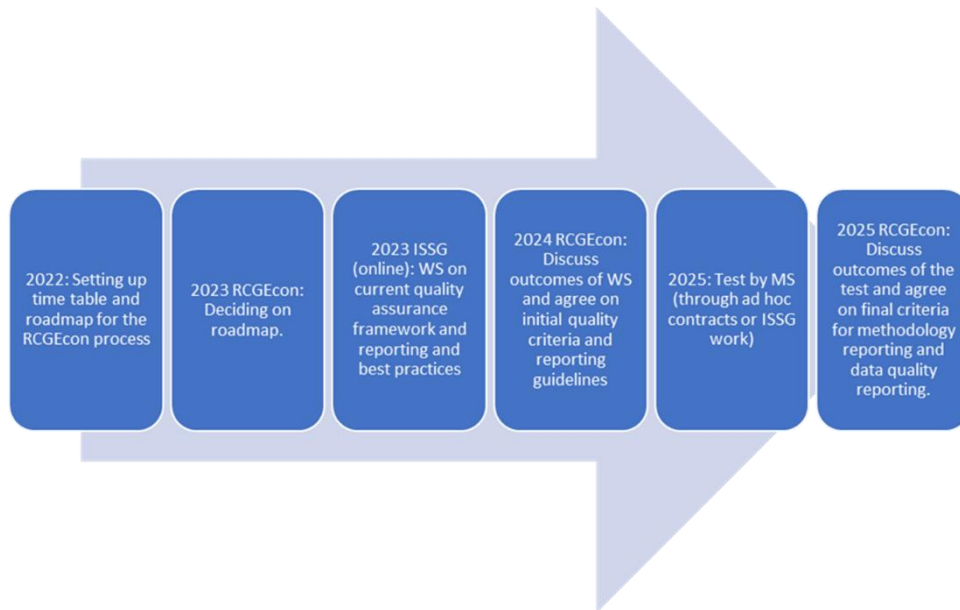 2022: Setting up
time table and
roadmap for the
RCGEcon process
2023 RCGEcon:
Deciding on
roadmap.
2023 ISSG
(online): WS on
current quality
assurance
framework and
reporting and
best practices
2024 RCGEcon:
Discuss
outcomes of WS
and agree on
initial quality
criteria and
reporting
guidelines
2025: Test by MS
(through ad hoc
contracts or ISSG
work)
2025 RCGEcon:
Discuss
outcomes of the
test and agree
on final criteria
for methodology
reporting and
data quality
reporting.